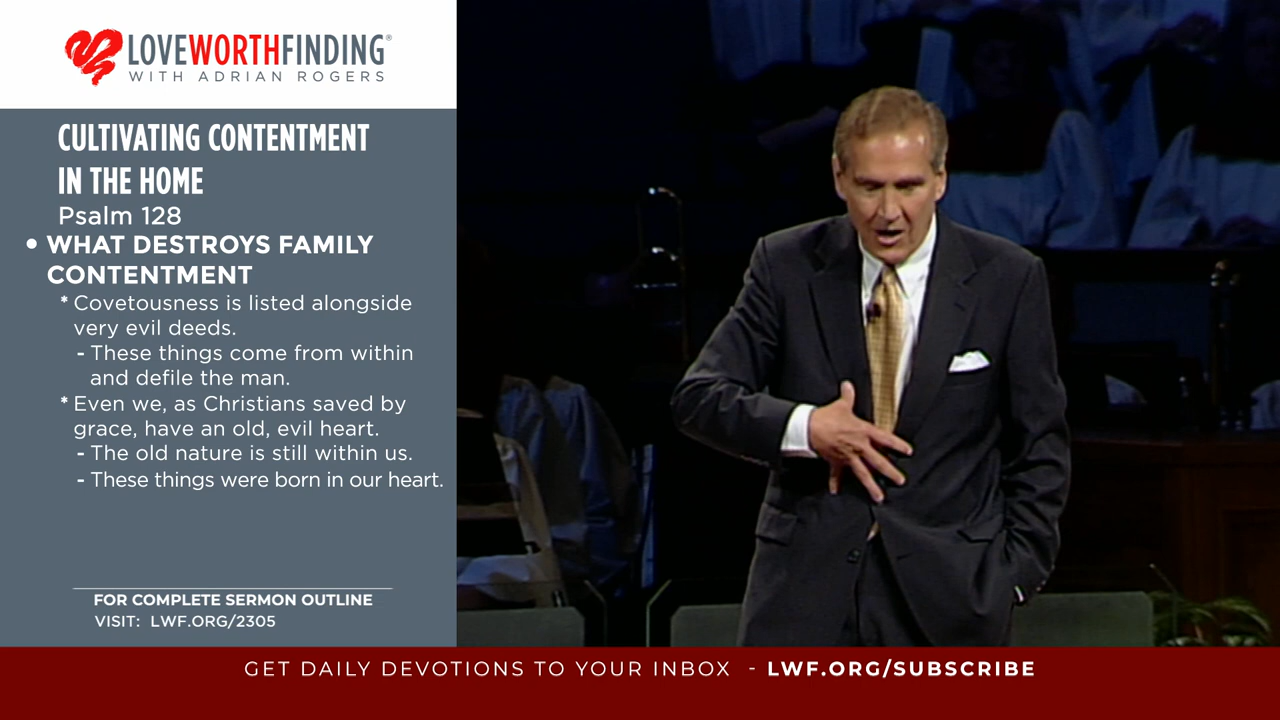 LOVEWORTHFINDING®
WITH ADRIAN ROGERS
CULTIVATING CONTENTMENT
IN THE HOME
Psalm 128
• WHAT DESTROYS FAMILY
CONTENTMENT
* Covetousness is listed alongside
very evil deeds.
- These things come from within
and defile the man.
* Even we, as Christians saved by
grace, have an old, evil heart.
- The old nature is still within us.
- These things were born in our heart.
FOR COMPLETE SERMON OUTLINE
VISIT: LWF.ORG/2305
GET DAILY DEVOTIONS TO YOUR INBOX - LWF.ORG/SUBSCRIBE